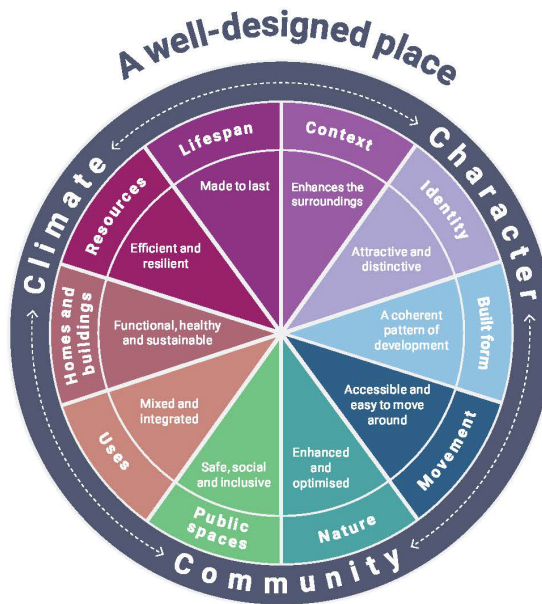 A well-designed place
Climate
Character
Community
Context
Enhances the
surroundings
Identity
Attractive and
distinctive
Built form
A coherent
pattern of
development
Movement
Accessible and
easy to move
around
Nature
Enhanced
and
optimised
Public
spaces
Safe, social
and inclusive
Uses
Mixed and
integrated
Homes and
buildings
Functional, healthy
and sustainable
Resources
Efficient and
resilient
Lifespan
Made to last